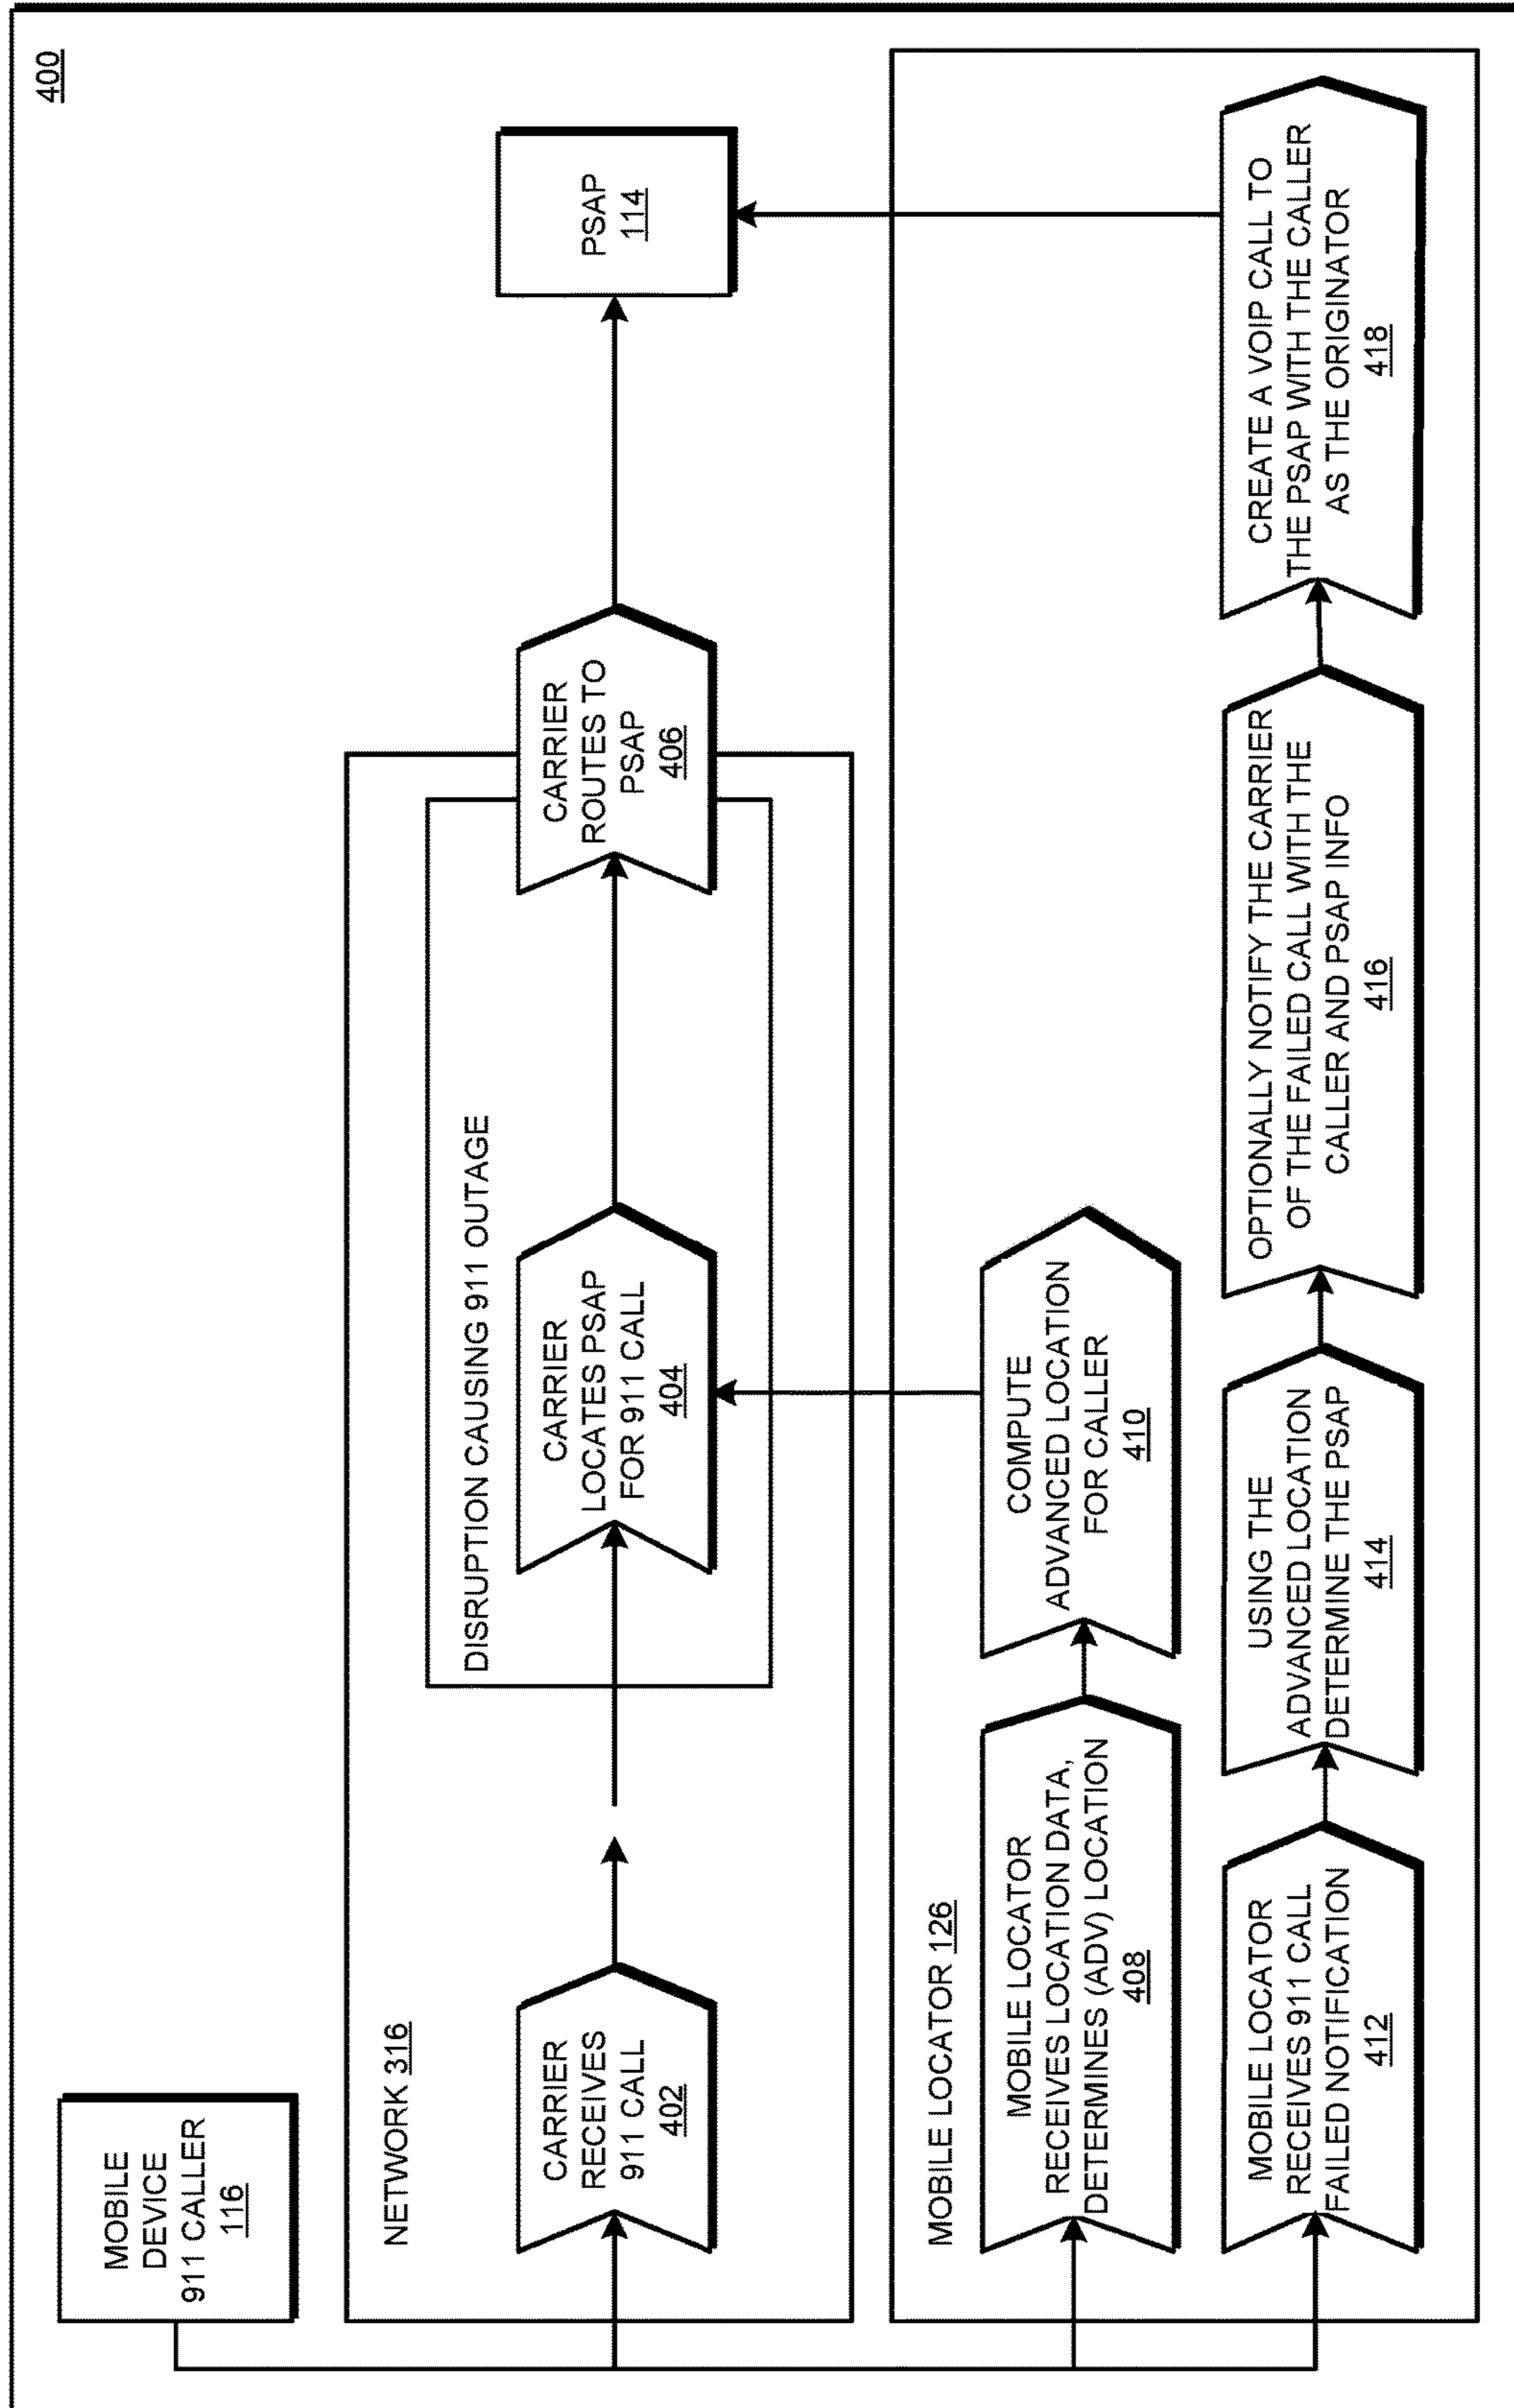 400
MOBILE
DEVICE
911 CALLER
116
NETWORK 316
CARRIER
RECEIVES
911 CALL
402
DISRUPTION CAUSING 911 OUTAGE
CARRIER
LOCATES PSAP
FOR 911 CALL
404
CARRIER
ROUTES TO
PSAP
406
PSAP
114
MOBILE LOCATOR 126
MOBILE LOCATOR
RECEIVES LOCATION DATA,
DETERMINES (ADV) LOCATION
408
COMPUTE
ADVANCED LOCATION
FOR CALLER
410
MOBILE LOCATOR
RECEIVES 911 CALL
FAILED NOTIFICATION
412
USING THE
ADVANCED LOCATION
DETERMINE THE PSAP
414
OPTIONALLY NOTIFY THE CARRIER
OF THE FAILED CALL WITH THE
CALLER AND PSAP INFO
416
CREATE A VOIP CALL TO
THE PSAP WITH THE CALLER
AS THE ORIGINATOR
418